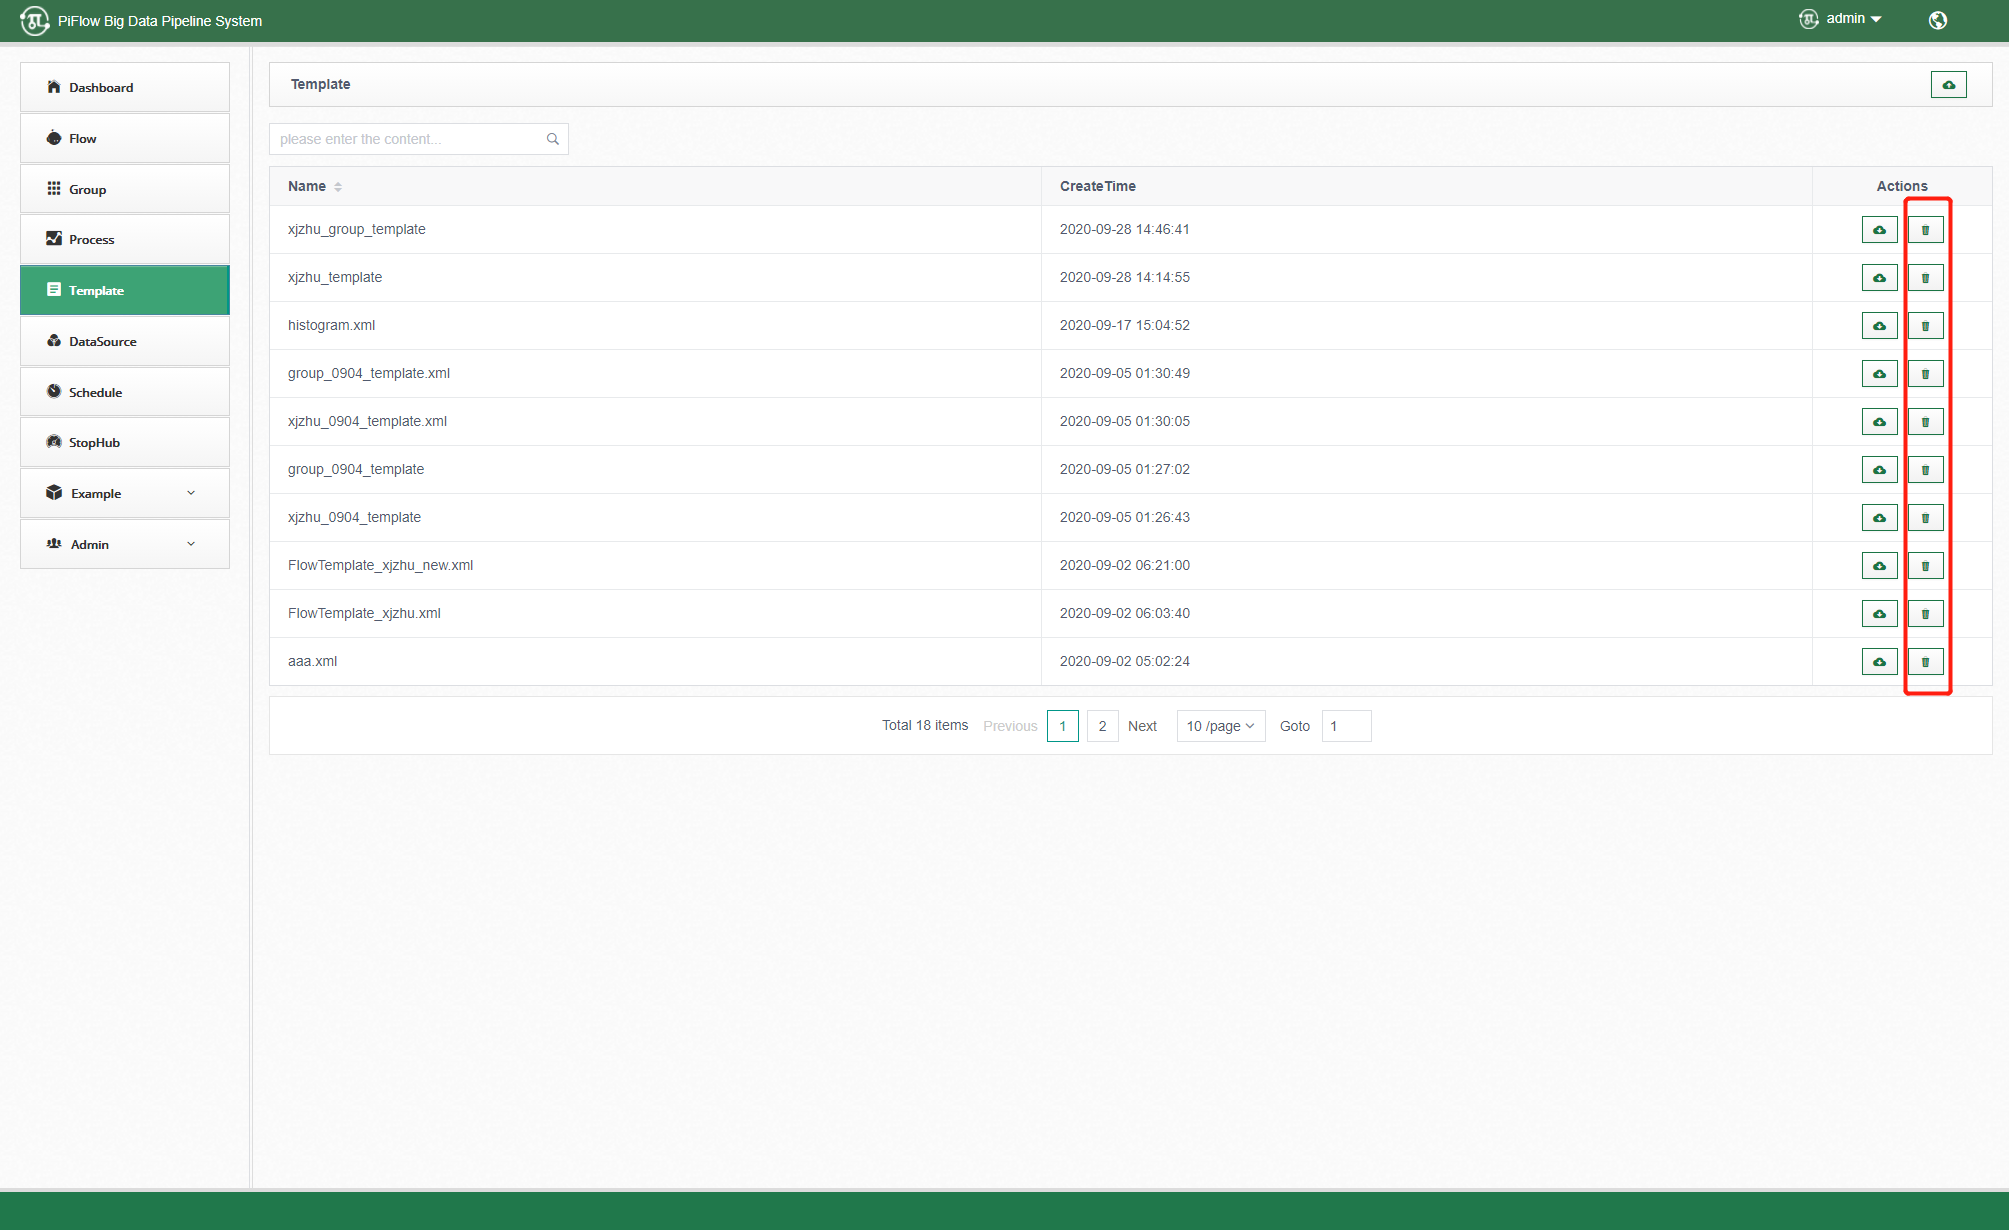 PiFlow Big Data Pipeline System
admin
Dashboard
Flow
Group
Process
Template
DataSource
Schedule
StopHub
Example
Admin
Template
please enter the content...
Name CreateTime Actions
xjzhu_group_template 2020-09-28 14:46:41
xjzhu_template 2020-09-28 14:14:55
histogram.xml 2020-09-17 15:04:52
group_0904_template.xml 2020-09-05 01:30:49
xjzhu_0904_template.xml 2020-09-05 01:30:05
group_0904_template 2020-09-05 01:27:02
xjzhu_0904_template 2020-09-05 01:26:43
FlowTemplate_xjzhu_new.xml 2020-09-02 06:21:00
FlowTemplate_xjzhu.xml 2020-09-02 06:03:40
aaa.xml 2020-09-02 05:02:24
Total 18 items Previous 1 2 Next 10 /page Goto 1